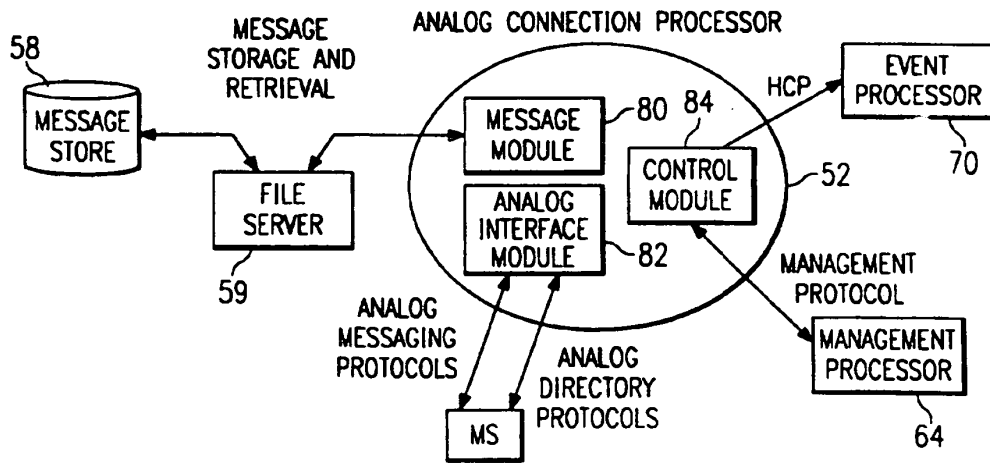 ANALOG CONNECTION PROCESSOR
MESSAGE
STORAGE AND
RETRIEVAL
58
MESSAGE
STORE
FILE
SERVER
59
MESSAGE
MODULE
80
ANALOG
INTERFACE
MODULE
82
84
CONTROL
MODULE
52
HCP
EVENT
PROCESSOR
70
MANAGEMENT
PROTOCOL
MANAGEMENT
PROCESSOR
64
ANALOG
MESSAGING
PROTOCOLS
ANALOG
DIRECTORY
PROTOCOLS
MS